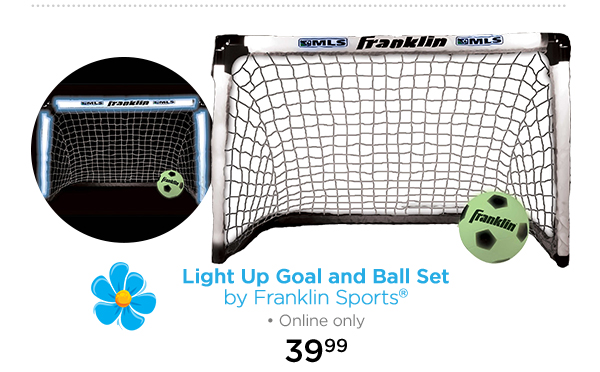 MLS Franklin MLS
MLS Franklin MLS
Franklin
Franklin
Light Up Goal and Ball Set
by Franklin Sports®
• Online only
39⁹⁹